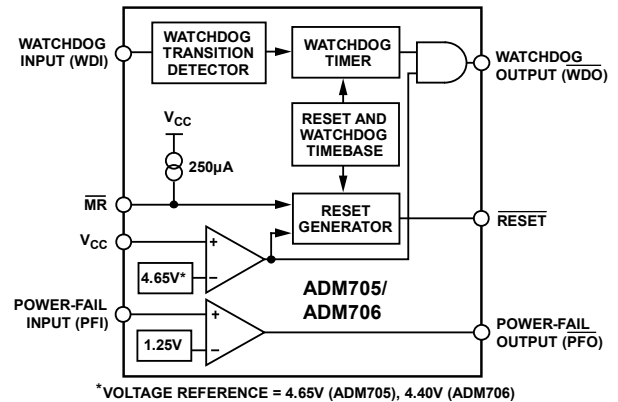 WATCHDOG
INPUT (WDI)
WATCHDOG
TRANSITION
DETECTOR
WATCHDOG
TIMER
WATCHDOG
OUTPUT (WDO)
RESET AND
WATCHDOG
TIMEBASE
VCC
250µA
MR
RESET
GENERATOR
RESET
VCC
+
4.65V*
−
ADM705/
ADM706
POWER-FAIL
INPUT (PFI)
+
1.25V
−
POWER-FAIL
OUTPUT (PFO)
*VOLTAGE REFERENCE = 4.65V (ADM705), 4.40V (ADM706)